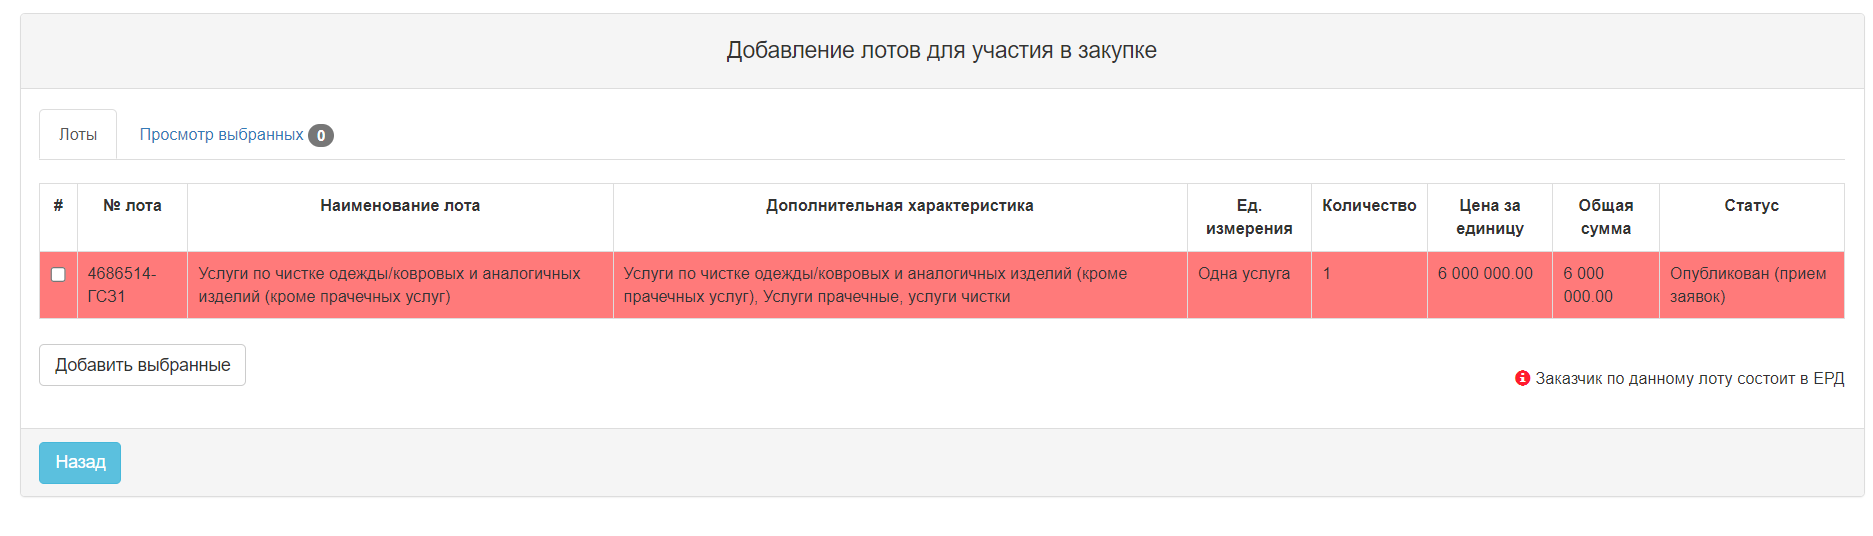 Добавление лотов для участия в закупке
Лоты
Просмотр выбранных 0
# № лота Наименование лота Дополнительная характеристика Ед. измерения Количество Цена за единицу Общая сумма Статус
4686514-ГСЗ1 Услуги по чистке одежды/ковровых и аналогичных изделий (кроме прачечных услуг) Услуги по чистке одежды/ковровых и аналогичных изделий (кроме прачечных услуг), Услуги прачечные, услуги чистки Одна услуга 1 6 000 000.00 6 000 000.00 Опубликован (прием заявок)
Добавить выбранные
Заказчик по данному лоту состоит в ЕРД
Назад